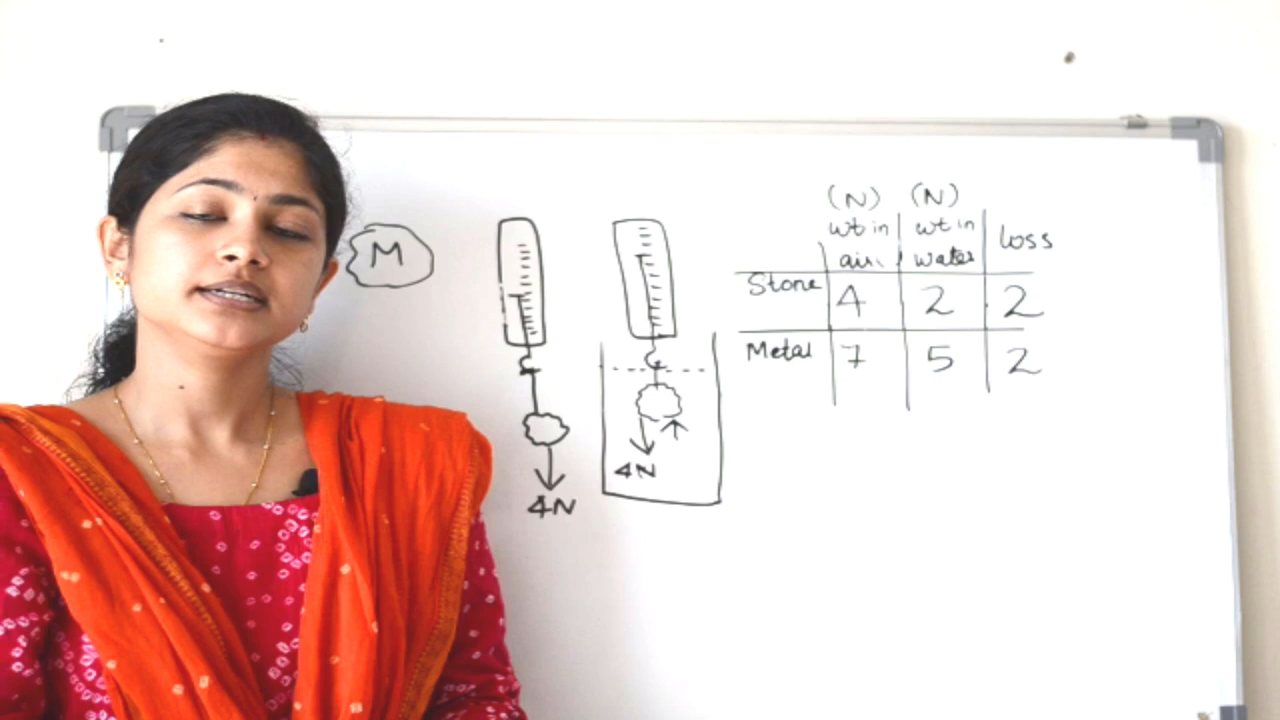 M
4N
4N
(N) (N)
wt in wt in loss
air water
Stone 4 2 2
Metal 7 5 2